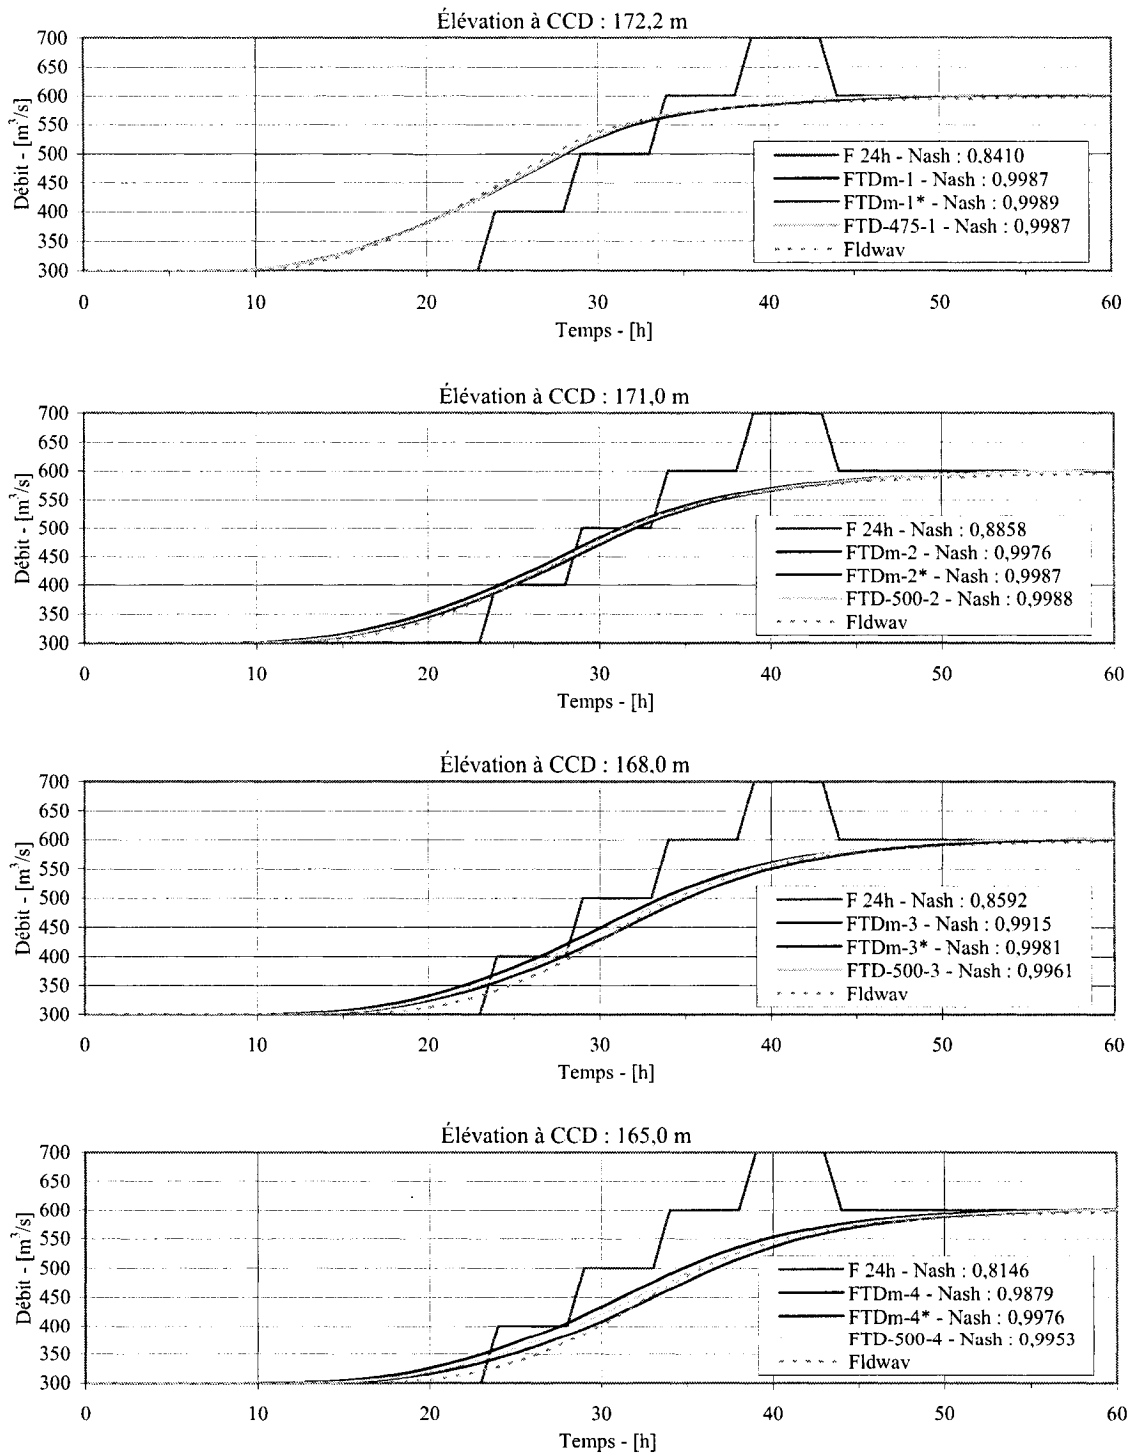 Élévation à CCD : 172,2 m
700
650
600
550
500
450
400
350
300
Débit - [m³/s]
F 24h - Nash : 0,8410
FTDm-1 - Nash : 0,9987
FTDm-1* - Nash : 0,9989
FTD-475-1 - Nash : 0,9987
Fldwav
0 10 20 30 40 50 60
Temps - [h]
Élévation à CCD : 171,0 m
700
650
600
550
500
450
400
350
300
Débit - [m³/s]
F 24h - Nash : 0,8858
FTDm-2 - Nash : 0,9976
FTDm-2* - Nash : 0,9987
FTD-500-2 - Nash : 0,9988
Fldwav
0 10 20 30 40 50 60
Temps - [h]
Élévation à CCD : 168,0 m
700
650
600
550
500
450
400
350
300
Débit - [m³/s]
F 24h - Nash : 0,8592
FTDm-3 - Nash : 0,9915
FTDm-3* - Nash : 0,9981
FTD-500-3 - Nash : 0,9961
Fldwav
0 10 20 30 40 50 60
Temps - [h]
Élévation à CCD : 165,0 m
700
650
600
550
500
450
400
350
300
Débit - [m³/s]
F 24h - Nash : 0,8146
FTDm-4 - Nash : 0,9879
FTDm-4* - Nash : 0,9976
FTD-500-4 - Nash : 0,9953
Fldwav
0 10 20 30 40 50 60
Temps - [h]